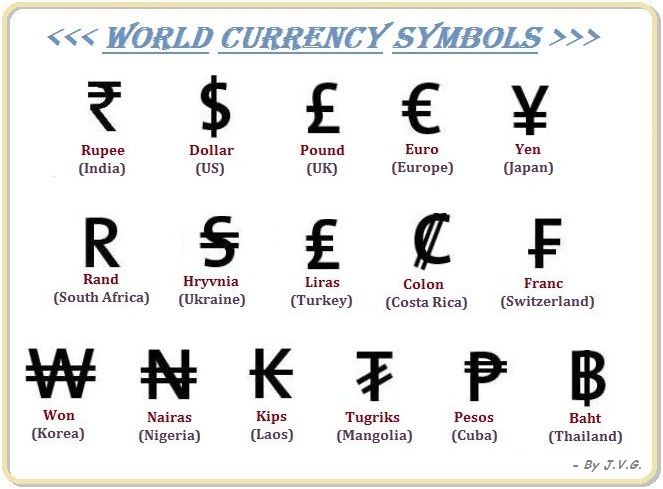 <<< WORLD CURRENCY SYMBOLS >>>
₹ $ £ € ¥
Rupee Dollar Pound Euro Yen
(India) (US) (UK) (Europe) (Japan)
R ₴ £ ₡ ₣
Rand Hryvnia Liras Colon Franc
(South Africa) (Ukraine) (Turkey) (Costa Rica) (Switzerland)
₩ ₦ ₭ ₮ ₱ ฿
Won Nairas Kips Tugriks Pesos Baht
(Korea) (Nigeria) (Laos) (Mangolia) (Cuba) (Thailand)
- By J.V.G.